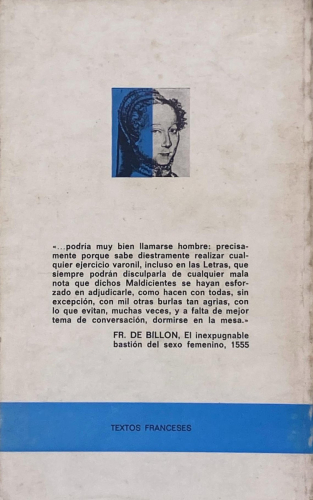 «...podría muy bien llamarse hombre: precisa-
mente porque sabe diestramente realizar cual-
quier ejercicio varonil, incluso en las Letras, que
siempre podrán disculparla de cualquier mala
nota que dichos Maldicientes se hayan esfor-
zado en adjudicarle, como hacen con todas, sin
excepción, con mil otras burlas tan agrias, con
lo que evitan, muchas veces, y a falta de mejor
tema de conversación, dormirse en la mesa.»
FR. DE BILLON, El inexpugnable
bastión del sexo femenino, 1555
TEXTOS FRANCESES